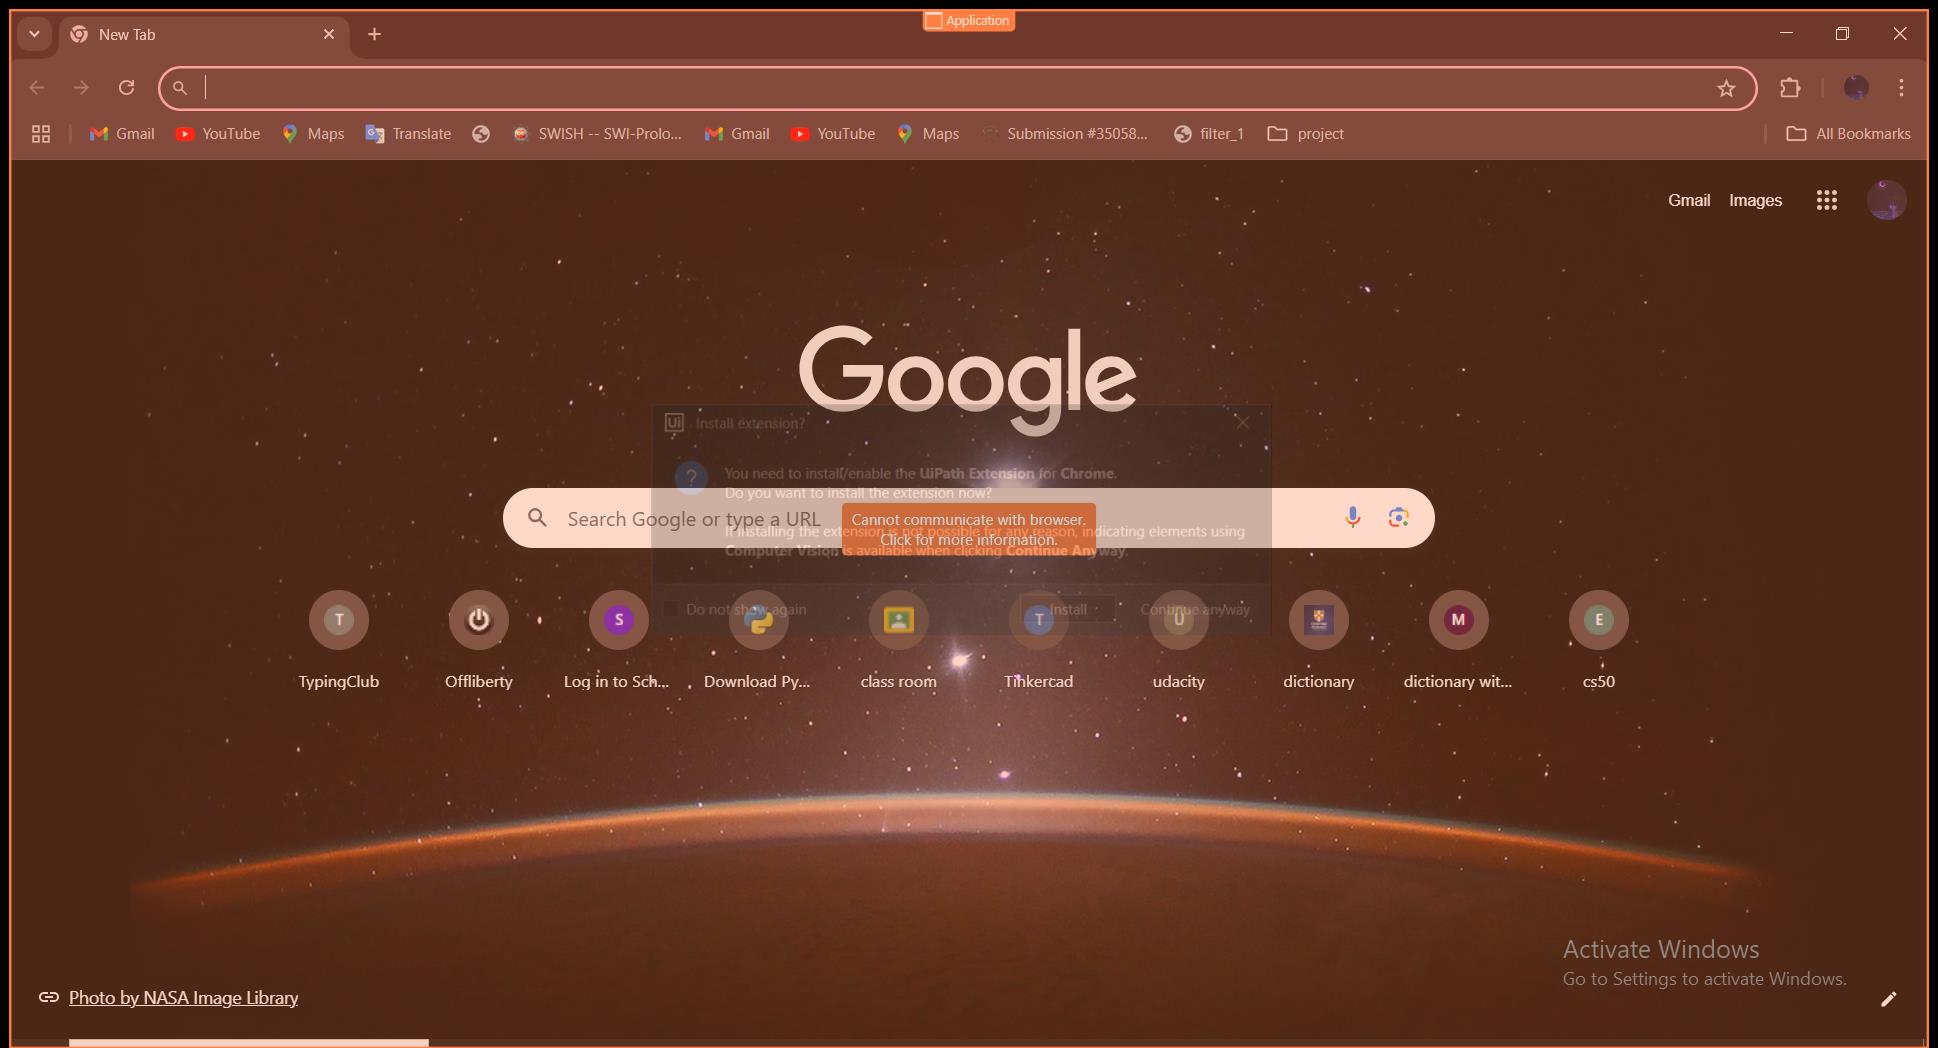 New Tab
Application
Gmail
YouTube
Maps
Translate
SWISH -- SWI-Prolo...
Gmail
YouTube
Maps
Submission #35058...
filter_1
project
All Bookmarks
Gmail
Images
Google
Ui Install extension?
You need to install/enable the UiPath Extension for Chrome.
Do you want to install the extension now?
Search Google or type a URL
Cannot communicate with browser.
Click for more information.
If installing the extension is not possible for any reason, indicating elements using
Computer Vision is available when clicking Continue Anyway.
Do not show again
Install
Continue anyway
T
S
T
U
M
E
TypingClub
Offliberty
Log in to Sch...
Download Py...
class room
Tinkercad
udacity
dictionary
dictionary wit...
cs50
Activate Windows
Go to Settings to activate Windows.
Photo by NASA Image Library